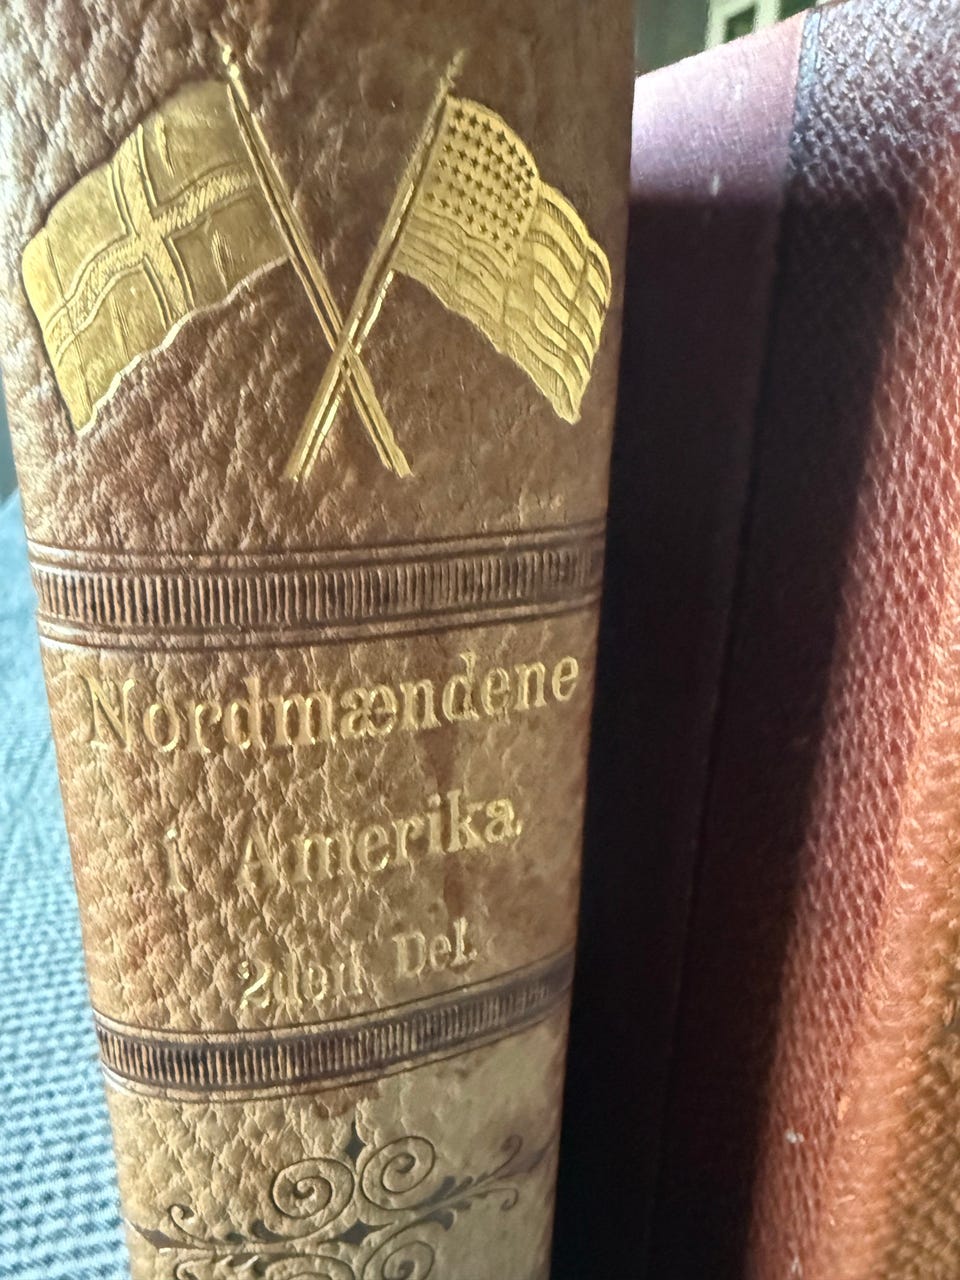 Nordmændene
i Amerika
2den Del.